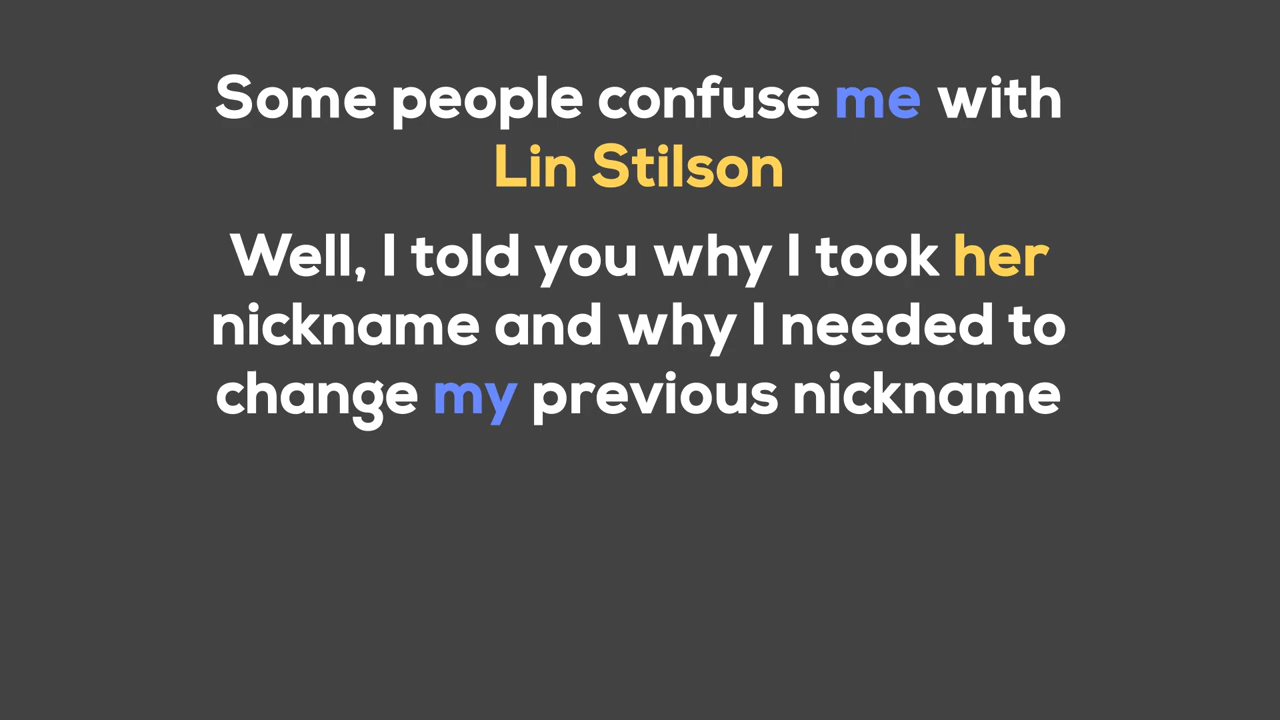 Some people confuse me with
Lin Stilson
Well, I told you why I took her
nickname and why I needed to
change my previous nickname